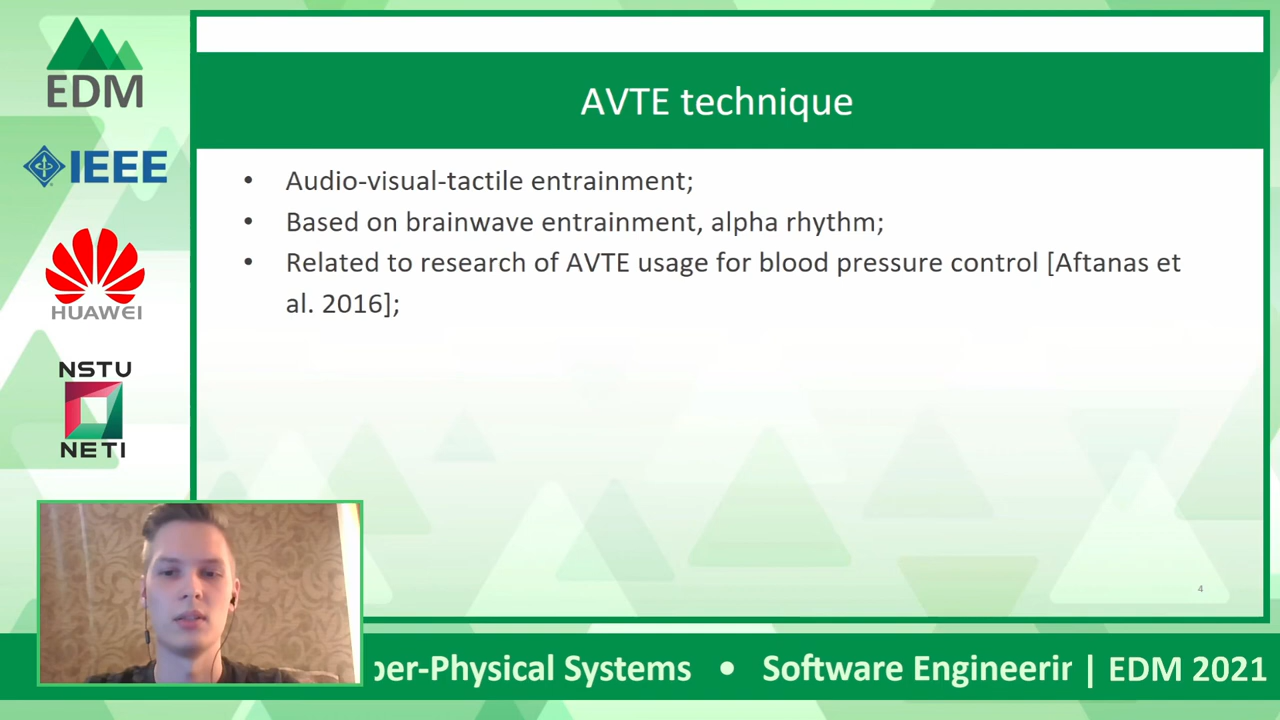 EDM
IEEE
HUAWEI
NSTU
NETI
AVTE technique
• Audio-visual-tactile entrainment;
• Based on brainwave entrainment, alpha rhythm;
• Related to research of AVTE usage for blood pressure control [Aftanas et
al. 2016];
4
ber-Physical Systems • Software Engineerir | EDM 2021